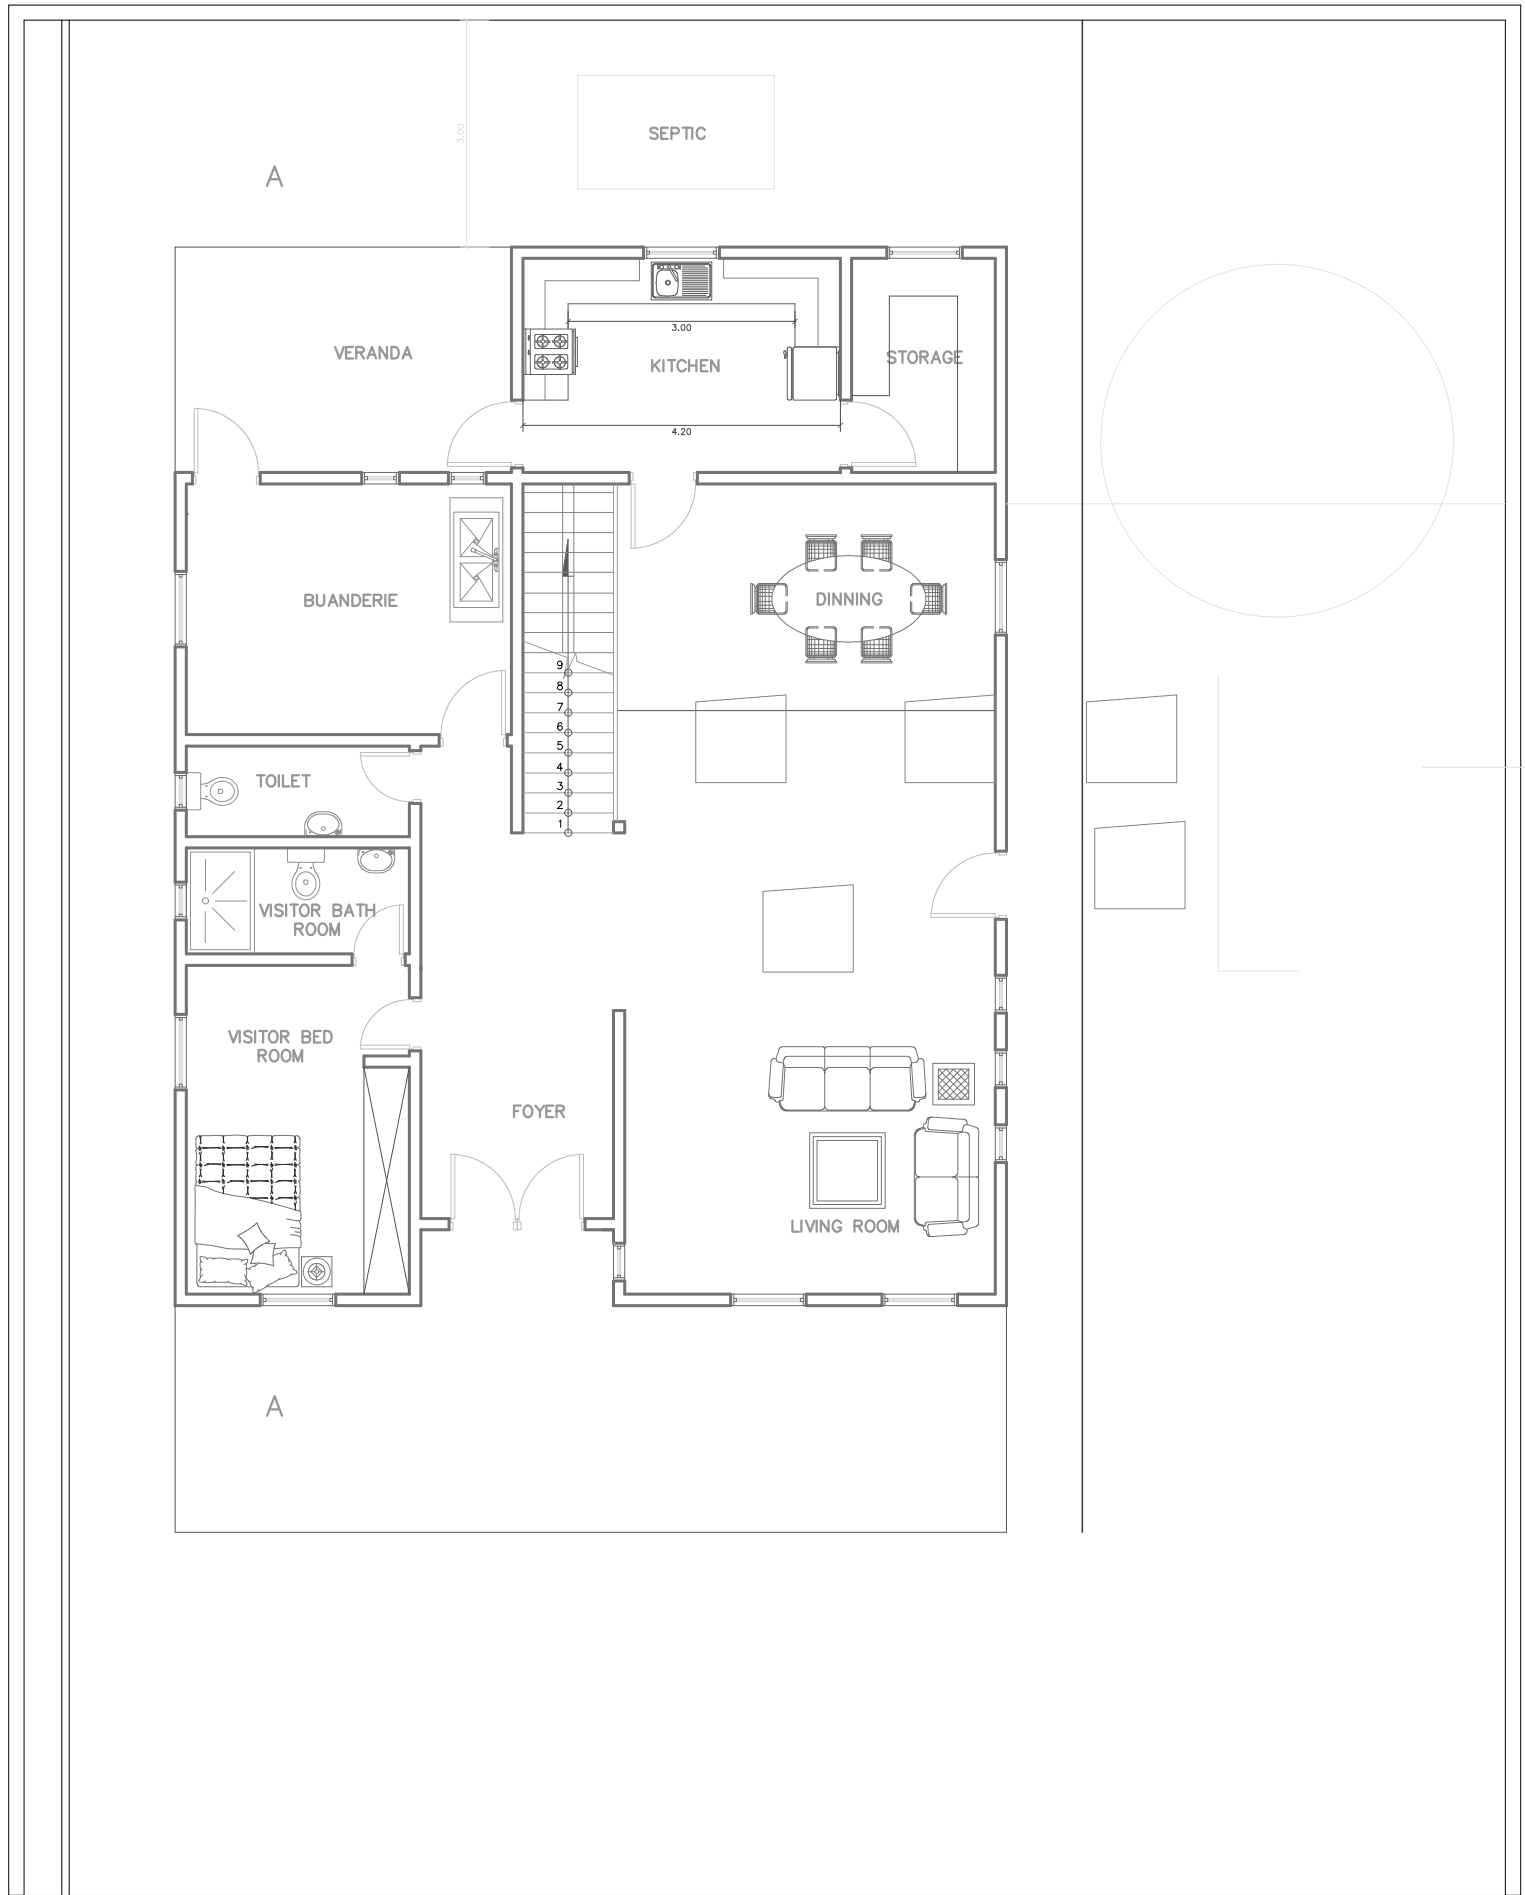 SEPTIC
3.00
A
3.00
VERANDA
KITCHEN
STORAGE
4.20
BUANDERIE
DINNING
9
8
7
6
5
4
3
2
1
TOILET
VISITOR BATH
ROOM
VISITOR BED
ROOM
FOYER
LIVING ROOM
A